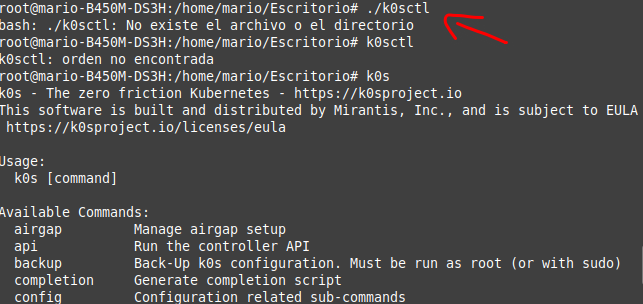 root@mario-B450M-DS3H:/home/mario/Escritorio# ./k0sctl
bash: ./k0sctl: No existe el archivo o el directorio
root@mario-B450M-DS3H:/home/mario/Escritorio# k0sctl
k0sctl: orden no encontrada
root@mario-B450M-DS3H:/home/mario/Escritorio# k0s
k0s - The zero friction Kubernetes - https://k0sproject.io
This software is built and distributed by Mirantis, Inc., and is subject to EULA
 https://k0sproject.io/licenses/eula

Usage:
  k0s [command]

Available Commands:
  airgap      Manage airgap setup
  api         Run the controller API
  backup      Back-Up k0s configuration. Must be run as root (or with sudo)
  completion  Generate completion script
  config      Configuration related sub-commands